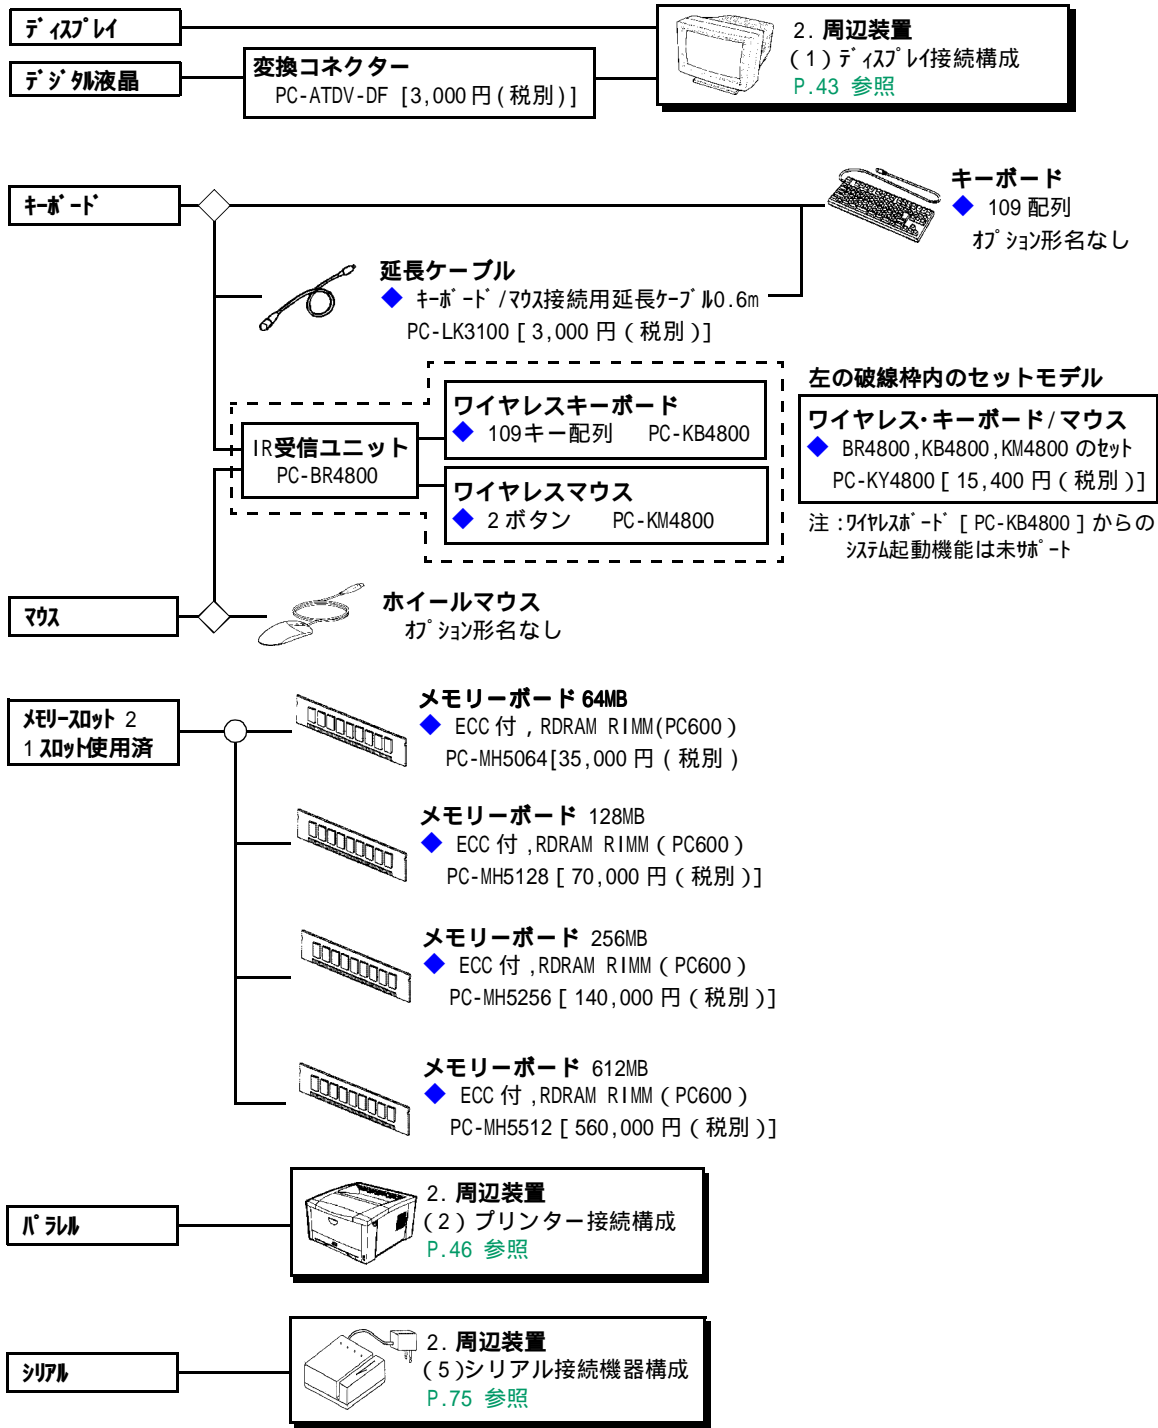 ﾃﾞｨｽﾌﾟﾚｲ
2. 周辺装置
(1)ﾃﾞｨｽﾌﾟﾚｲ接続構成
P.43 参照
ﾃﾞｼﾞﾀﾙ液晶
変換コネクター
PC-ATDV-DF [3,000円(税別)]
ｷｰﾎﾞｰﾄﾞ
キーボード
◆ 109 配列
ｵﾌﾟｼｮﾝ形名なし
延長ケーブル
◆ ｷｰﾎﾞｰﾄﾞ/ﾏｳｽ接続用延長ｹｰﾌﾞﾙ0.6m
PC-LK3100 [ 3,000 円 ( 税別 )]
左の破線枠内のセットモデル
ワイヤレスキーボード
◆ 109キー配列 PC-KB4800
IR受信ユニット
PC-BR4800
ワイヤレスマウス
◆ 2 ボタン PC-KM4800
ワイヤレス･キーボード/マウス
◆ BR4800,KB4800,KM4800 のｾｯﾄ
PC-KY4800 [ 15,400 円 ( 税別 )]
注 :ﾜｲﾔﾚｽﾎﾞｰﾄﾞ [ PC-KB4800 ] からの
ｼｽﾃﾑ起動機能は未ｻﾎﾟｰﾄ
ﾏｳｽ
ホイールマウス
ｵﾌﾟｼｮﾝ形名なし
ﾒﾓﾘｰｽﾛｯﾄ 2
1 ｽﾛｯﾄ使用済
メモリーボード 64MB
◆ ECC 付 , RDRAM RIMM(PC600 )
PC-MH5064[35,000 円 ( 税別 )
メモリーボード 128MB
◆ ECC 付 ,RDRAM RIMM ( PC600 )
PC-MH5128 [ 70,000 円 ( 税別 )]
メモリーボード 256MB
◆ ECC 付 ,RDRAM RIMM ( PC600 )
PC-MH5256 [ 140,000 円 ( 税別 )]
メモリーボード 612MB
◆ ECC 付 ,RDRAM RIMM ( PC600 )
PC-MH5512 [ 560,000 円 ( 税別 )]
ﾊﾟﾗﾚﾙ
2. 周辺装置
(2) プリンター接続構成
P.46 参照
ｼﾘｱﾙ
2. 周辺装置
(5)シリアル接続機器構成
P.75 参照